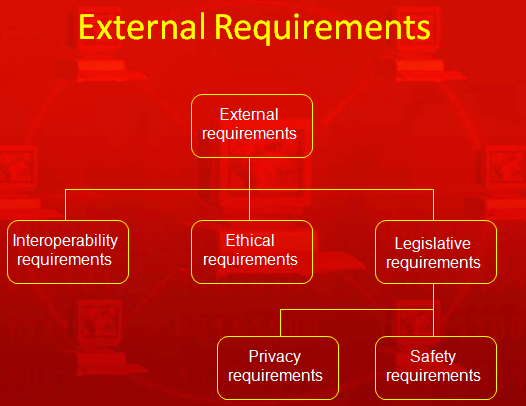 External Requirements
External
requirements
Interoperability
requirements
Ethical
requirements
Legislative
requirements
Privacy
requirements
Safety
requirements